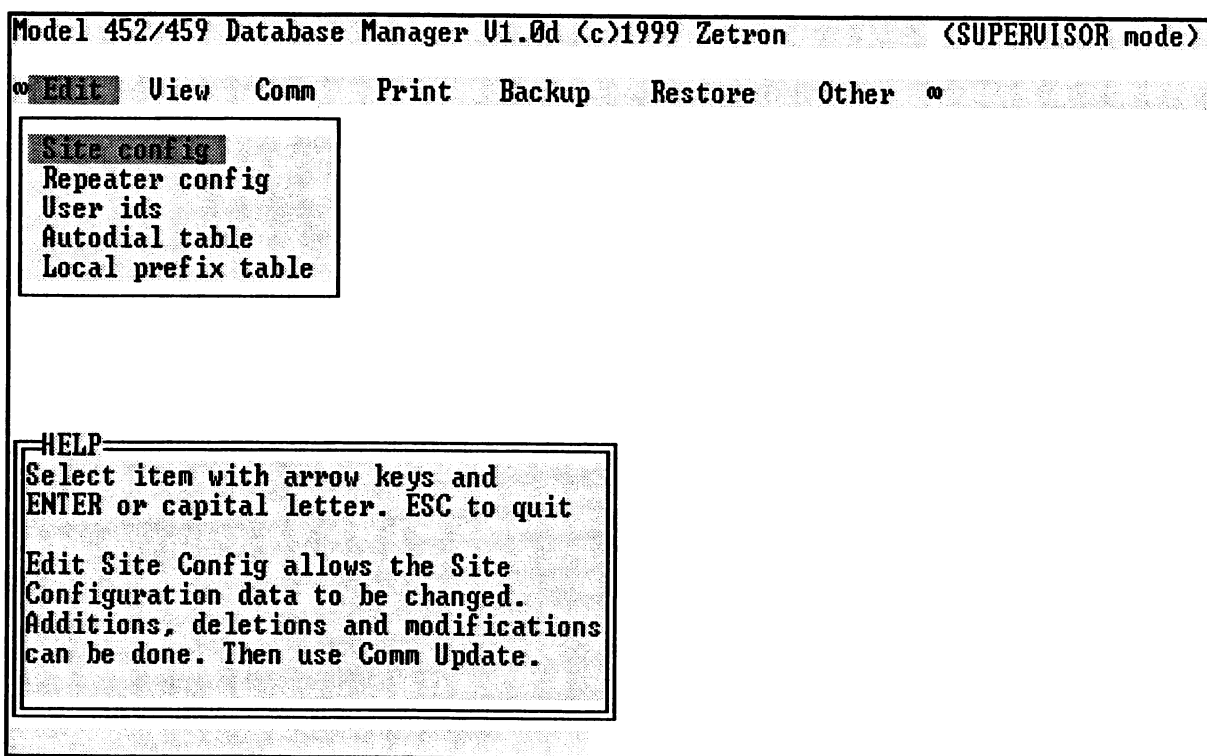 Model 452/459 Database Manager V1.0d (c)1999 Zetron (SUPERVISOR mode)
∞ Edit View Comm Print Backup Restore Other ∞
Site config
Repeater config
User ids
Autodial table
Local prefix table
HELP
Select item with arrow keys and
ENTER or capital letter. ESC to quit
Edit Site Config allows the Site
Configuration data to be changed.
Additions, deletions and modifications
can be done. Then use Comm Update.